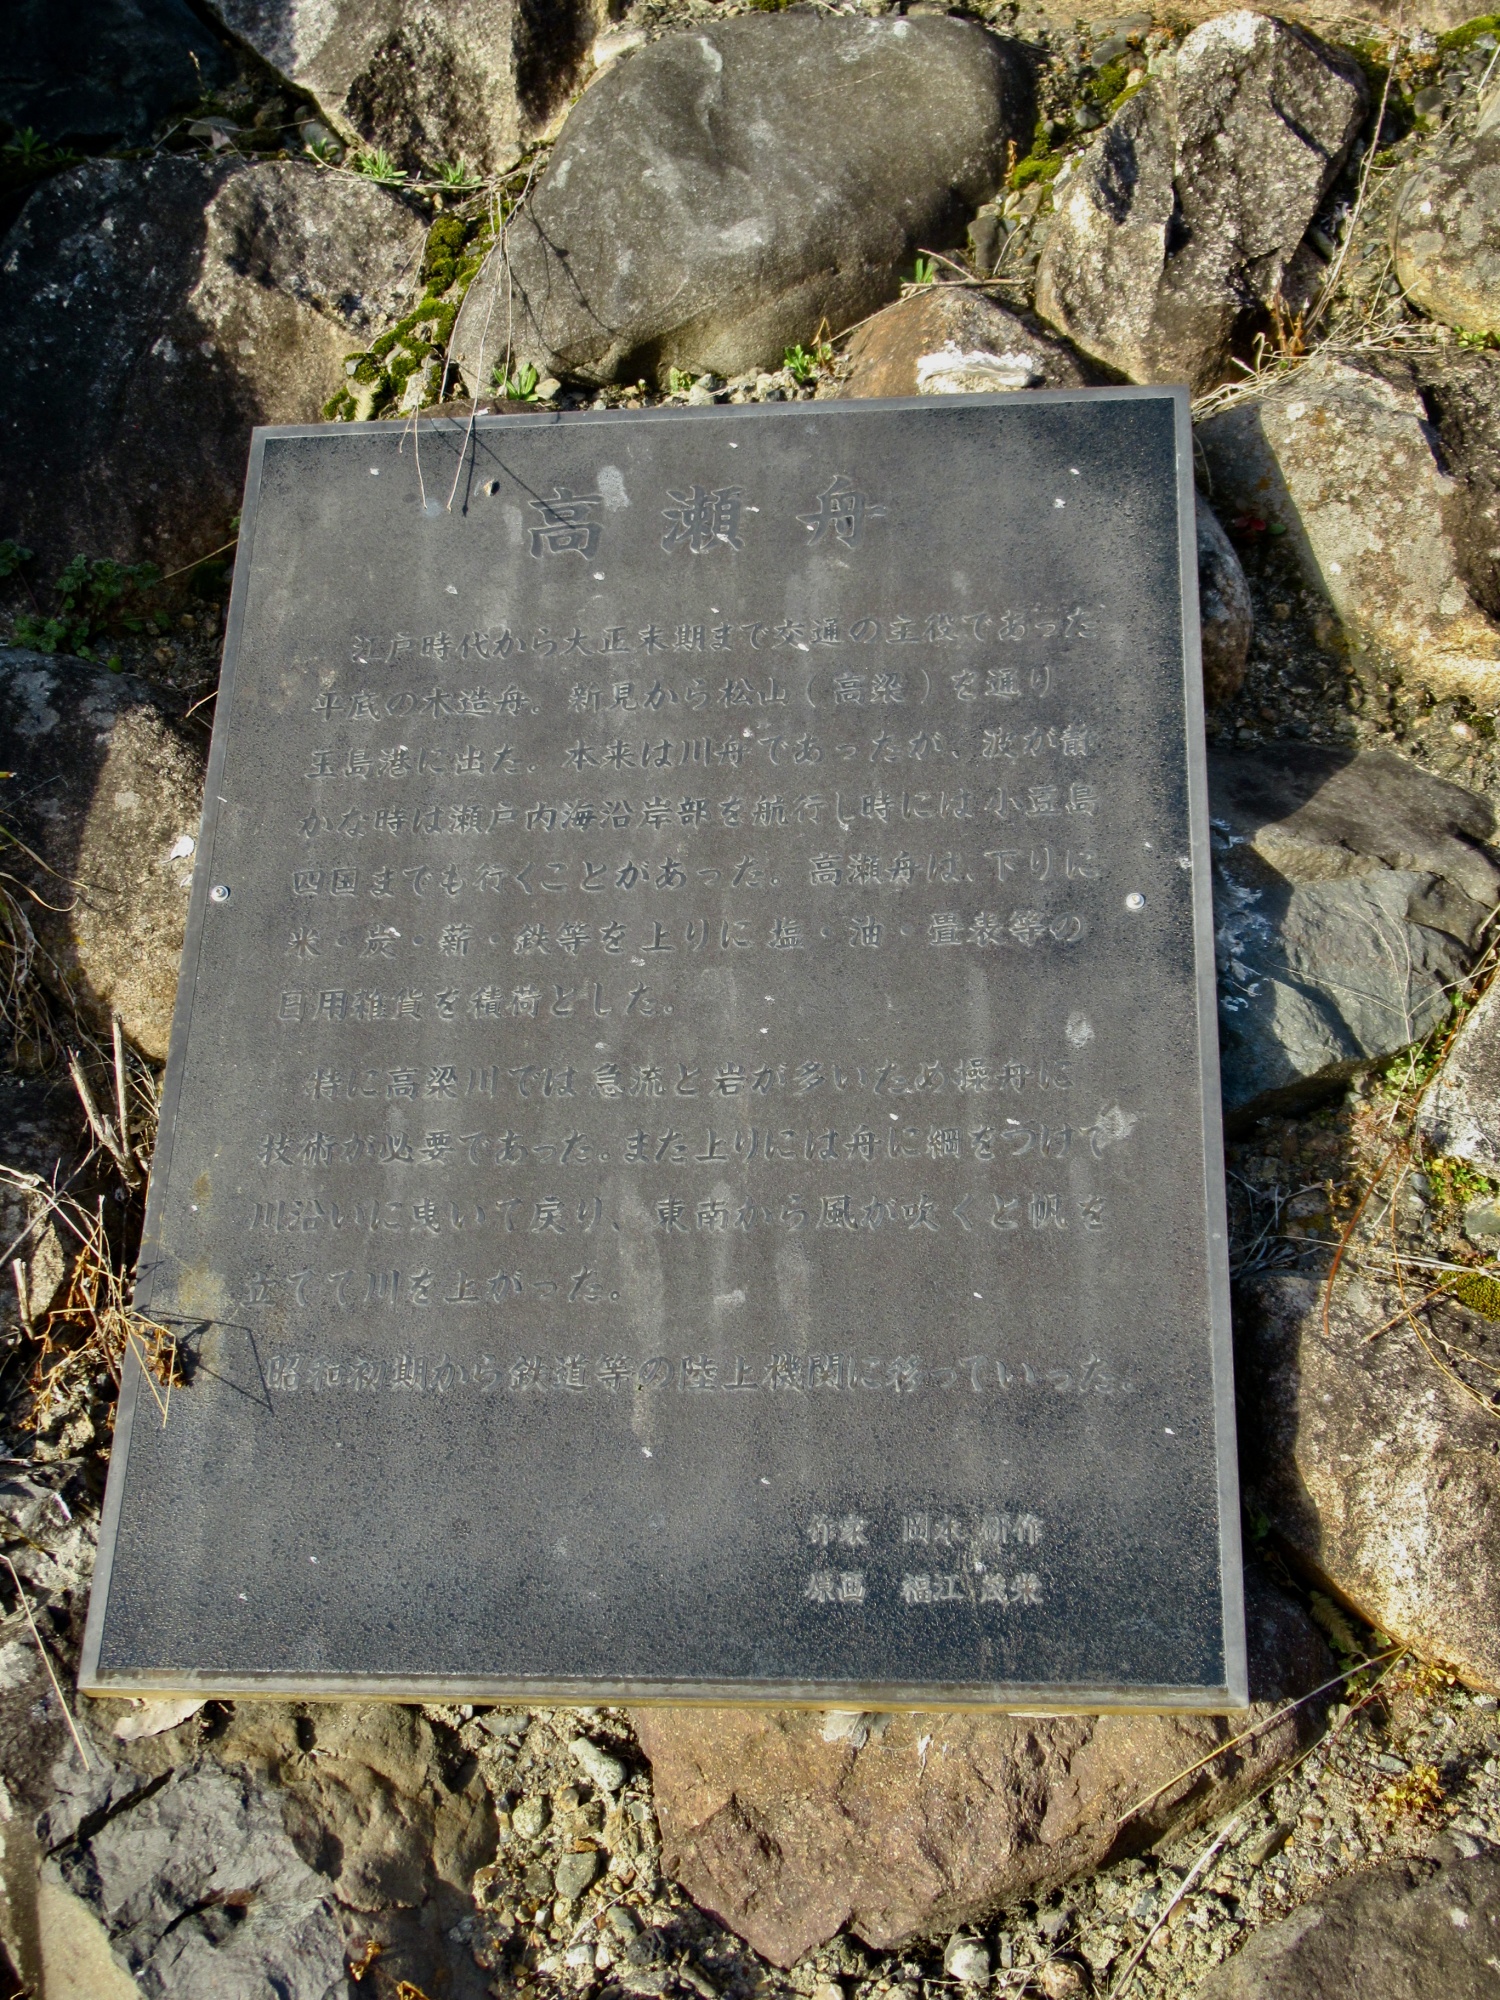 高瀬舟
江戸時代から大正末期まで交通の主役であった
平底の木造舟。新見から松山(高梁)を通り
玉島港に出た。本来は川舟であったが、波が静
かな時は瀬戸内海沿岸部を航行し時には小豆島
四国までも行くことがあった。高瀬舟は、下りに
米・炭・薪・鉄等を上りに塩・油・畳表等の
日用雑貨を積荷とした。
特に高梁川では急流と岩が多いため操舟に
技術が必要であった。また上りには舟に綱をつけて
川沿いに曳いて戻り、東南から風が吹くと帆を
立てて川を上がった。
昭和初期から鉄道等の陸上機関に移っていった。
作家 岡本 研作
原画 福江 茂栄